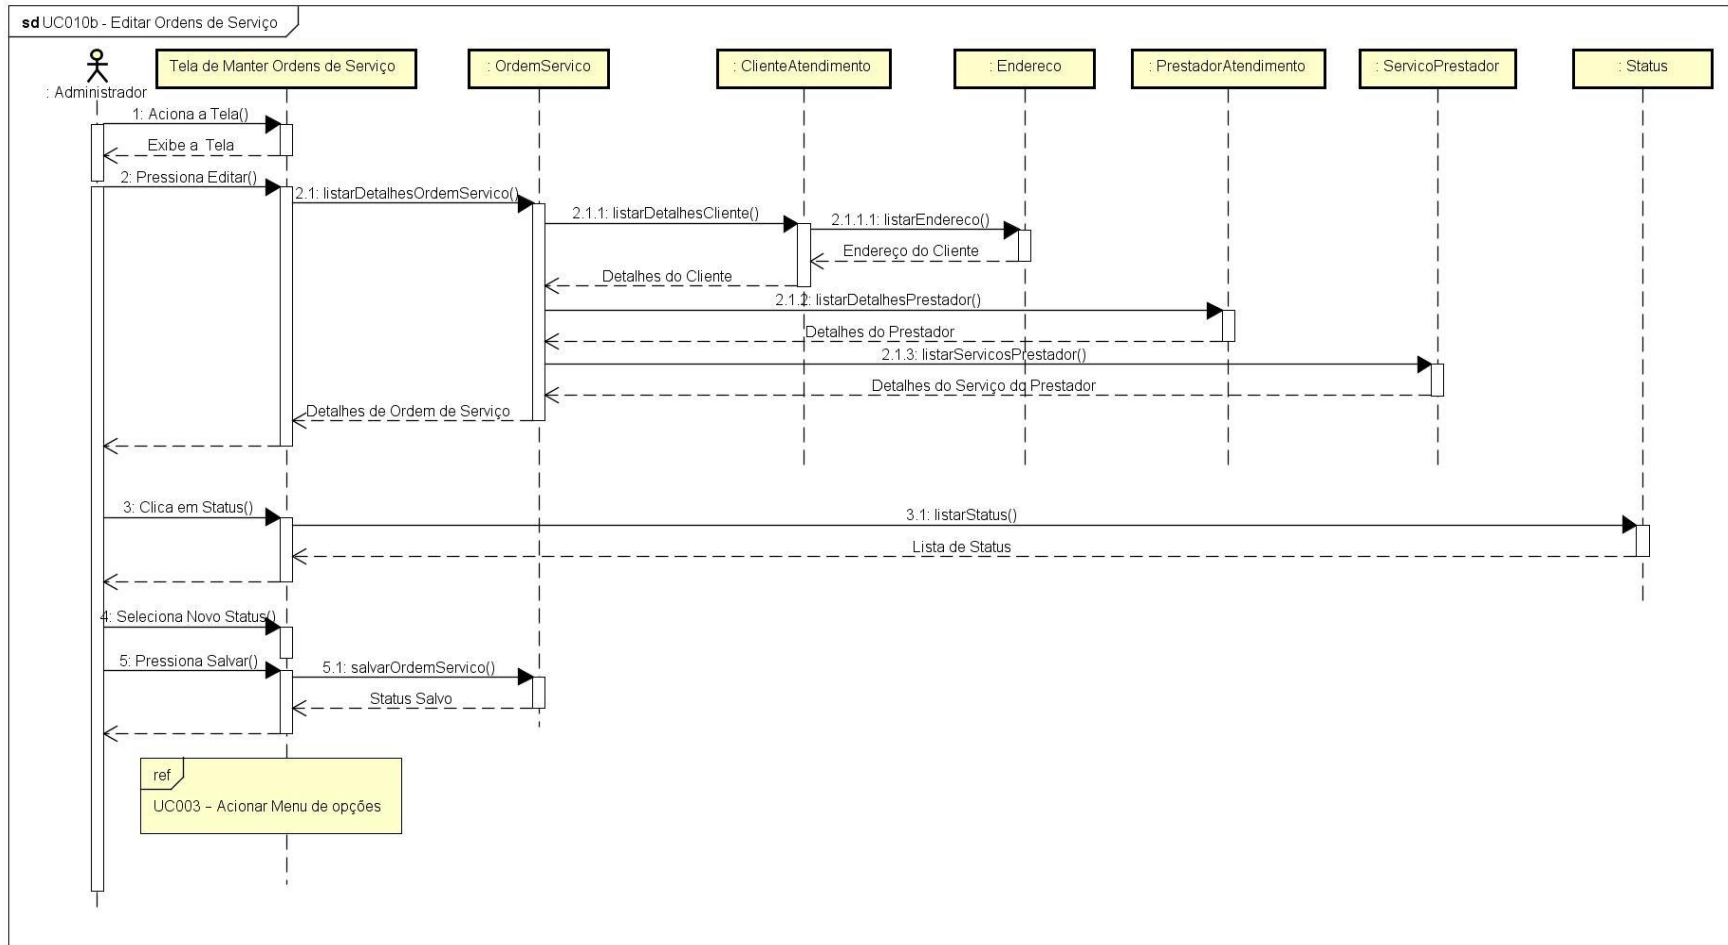 sd UC010b - Editar Ordens de Serviço
: Administrador
Tela de Manter Ordens de Serviço
: OrdemServico
: ClienteAtendimento
: Endereco
: PrestadorAtendimento
: ServicoPrestador
: Status
1: Aciona a Tela()
Exibe a Tela
2: Pressiona Editar()
2.1: listarDetalhesOrdemServico()
2.1.1: listarDetalhesCliente()
2.1.1.1: listarEndereco()
Endereço do Cliente
Detalhes do Cliente
2.1.2: listarDetalhesPrestador()
Detalhes do Prestador
2.1.3: listarServicosPrestador()
Detalhes do Serviço do Prestador
Detalhes de Ordem de Serviço
3: Clica em Status()
3.1: listarStatus()
Lista de Status
4: Seleciona Novo Status()
5: Pressiona Salvar()
5.1: salvarOrdemServico()
Status Salvo
ref
UC003 – Acionar Menu de opções